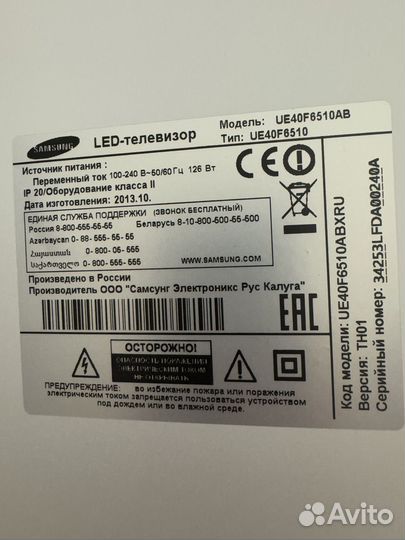 SAMSUNG
LED-телевизор
Модель: UE40F6510AB
Тип: UE40F6510
Источник питания :
Переменный ток 100-240 В~50/60Гц 126 Вт
IP 20/Оборудование класса II
Дата изготовления: 2013.10.
ЕДИНАЯ СЛУЖБА ПОДДЕРЖКИ (ЗВОНОК БЕСПЛАТНЫЙ)
Россия 8-800-555-55-55 Беларусь 8-10-800-500-55-500
Azərbaycan 0-88-555-55-55
Հայաստան 0-800-05-555
საქართველო 0-800-555-555
WWW.SAMSUNG.COM
Произведено в России
Производитель ООО "Самсунг Электроникс Рус Калуга"
CE
EAC
ОСТОРОЖНО!
ОПАСНОСТЬ ПОРАЖЕНИЯ
ЭЛЕКТРИЧЕСКИМ ТОКОМ
НЕ ОТКРЫВАТЬ
ПРЕДУПРЕЖДЕНИЕ: во избежание пожара или поражения
электрическим током запрещается пользоваться устройством
под дождем или во влажной среде.
Код модели: UE40F6510ABXRU
Версия: TH01
Серийный номер: 34253LFDA00240A
Avito